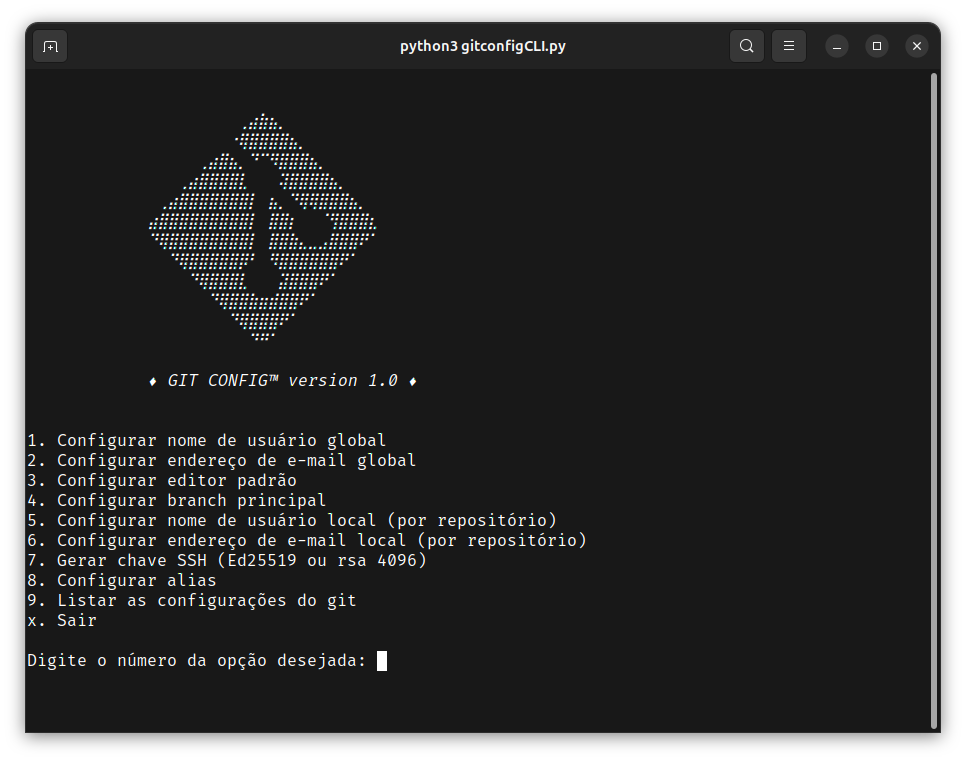 python3 gitconfigCLI.py
♦ GIT CONFIG™ version 1.0 ♦
1. Configurar nome de usuário global
2. Configurar endereço de e-mail global
3. Configurar editor padrão
4. Configurar branch principal
5. Configurar nome de usuário local (por repositório)
6. Configurar endereço de e-mail local (por repositório)
7. Gerar chave SSH (Ed25519 ou rsa 4096)
8. Configurar alias
9. Listar as configurações do git
x. Sair
Digite o número da opção desejada: